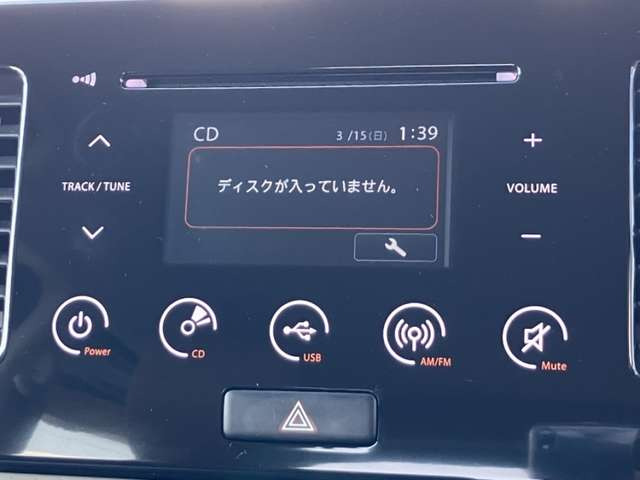 CD 3/15(日) 1:39
ディスクが入っていません。
TRACK/TUNE
VOLUME
Power
CD
USB
AM/FM
Mute